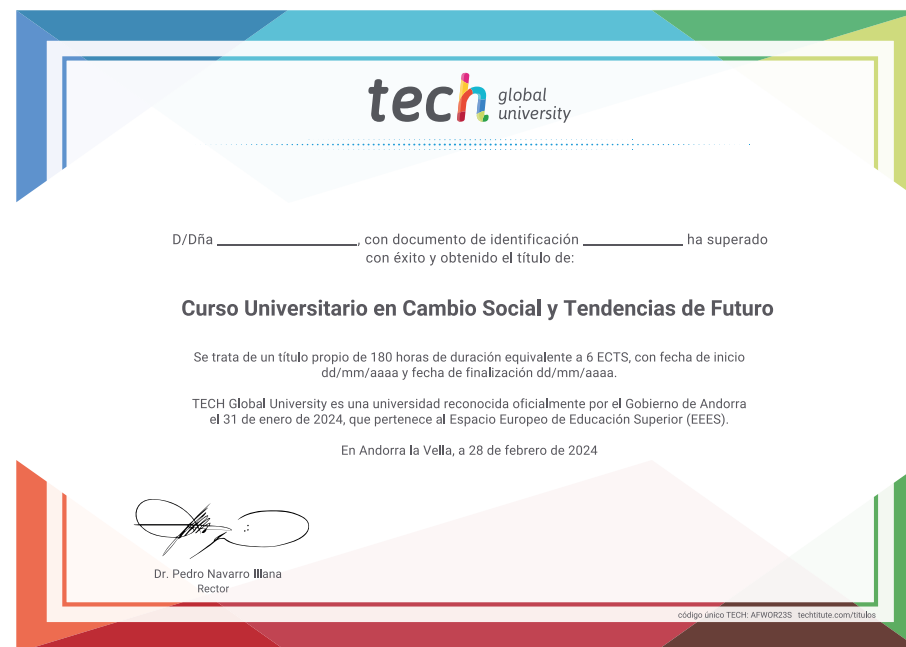 tech global university
D/Dña ____________________, con documento de identificación ______________ ha superado
con éxito y obtenido el título de:
Curso Universitario en Cambio Social y Tendencias de Futuro
Se trata de un título propio de 180 horas de duración equivalente a 6 ECTS, con fecha de inicio
dd/mm/aaaa y fecha de finalización dd/mm/aaaa.
TECH Global University es una universidad reconocida oficialmente por el Gobierno de Andorra
el 31 de enero de 2024, que pertenece al Espacio Europeo de Educación Superior (EEES).
En Andorra la Vella, a 28 de febrero de 2024
Dr. Pedro Navarro Illana
Rector
código único TECH: AFWOR23S techtitute.com/titulos